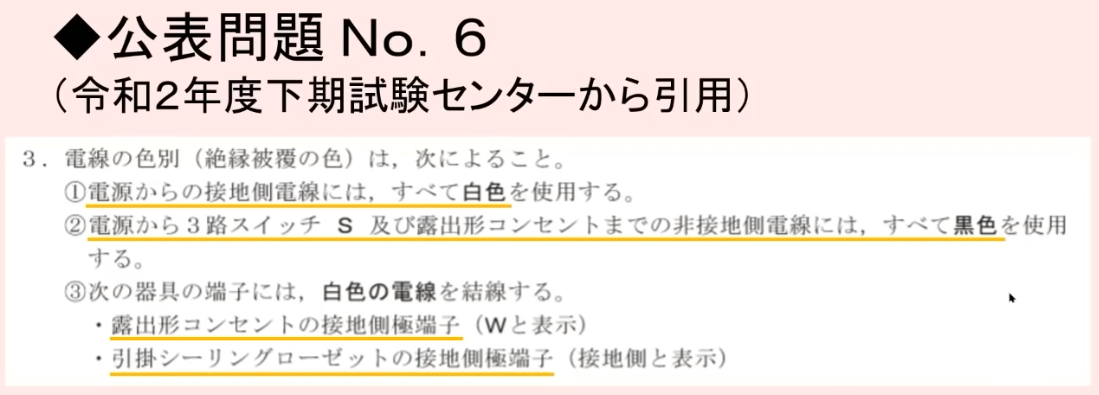 ◆公表問題 No. 6
（令和2年度下期試験センターから引用）
3．電線の色別（絶縁被覆の色）は，次によること。
①電源からの接地側電線には，すべて白色を使用する。
②電源から3路スイッチ S 及び露出形コンセントまでの非接地側電線には，すべて黒色を使用
する。
③次の器具の端子には，白色の電線を結線する。
・露出形コンセントの接地側極端子（Wと表示）
・引掛シーリングローゼットの接地側極端子（接地側と表示）